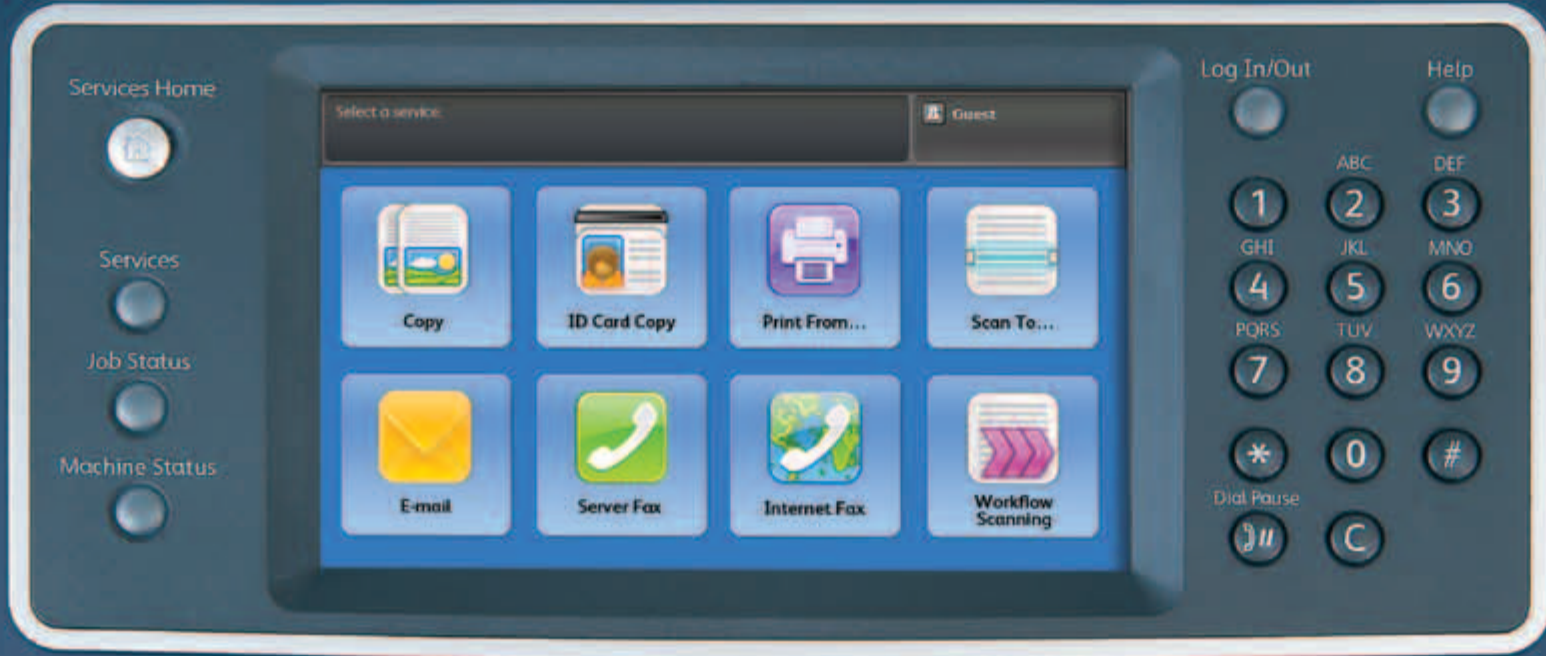 Services Home
Services
Job Status
Machine Status
Select a service.
Guest
Copy
ID Card Copy
Print From...
Scan To...
E-mail
Server Fax
Internet Fax
Workflow
Scanning
Log In/Out
Help
ABC
DEF
1
2
3
GHI
JKL
MNO
4
5
6
PQRS
TUV
WXYZ
7
8
9
*
0
#
Dial Pause
C